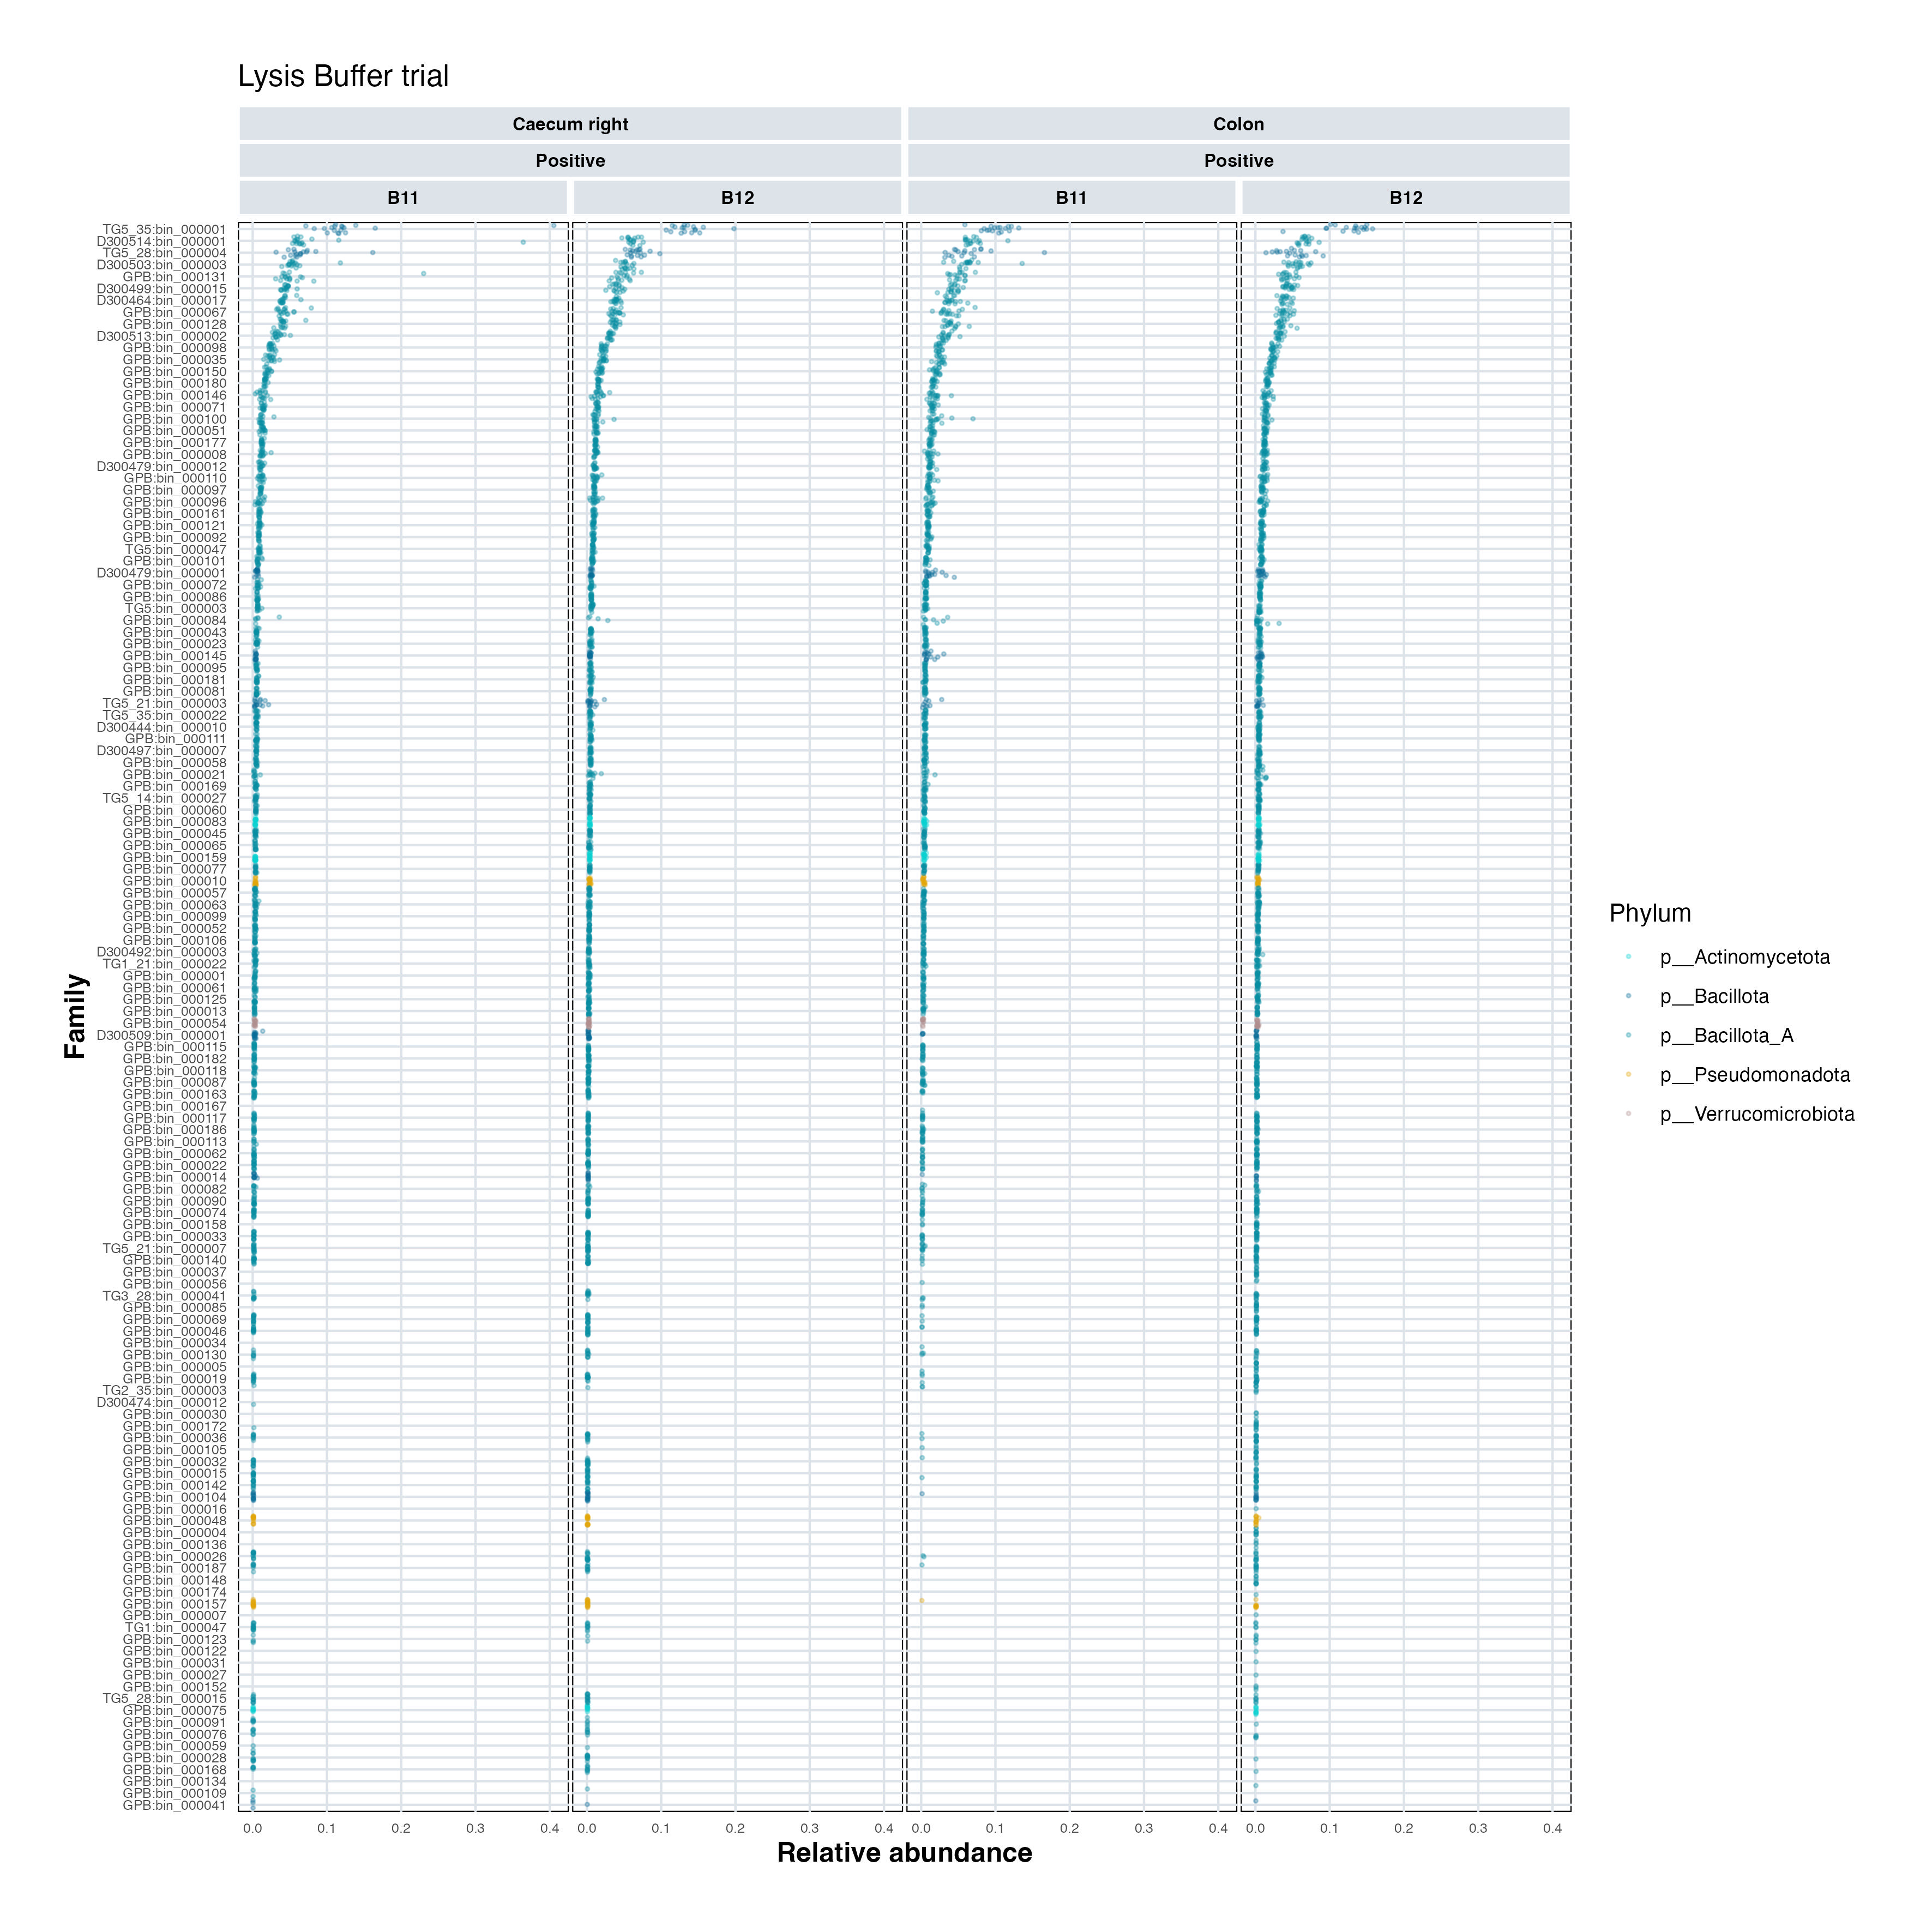 Lysis Buffer trial
Caecum right
Colon
Positive
Positive
B11
B12
B11
B12
TG5_35:bin_000001
D300514:bin_000001
TG5_28:bin_000004
D300503:bin_000003
GPB:bin_000131
D300499:bin_000015
D300464:bin_000017
GPB:bin_000067
GPB:bin_000128
D300513:bin_000002
GPB:bin_000098
GPB:bin_000035
GPB:bin_000150
GPB:bin_000180
GPB:bin_000146
GPB:bin_000071
GPB:bin_000100
GPB:bin_000051
GPB:bin_000177
GPB:bin_000008
D300479:bin_000012
GPB:bin_000110
GPB:bin_000097
GPB:bin_000096
GPB:bin_000161
GPB:bin_000121
GPB:bin_000092
TG5:bin_000047
GPB:bin_000101
D300479:bin_000001
GPB:bin_000072
GPB:bin_000086
TG5:bin_000003
GPB:bin_000084
GPB:bin_000043
GPB:bin_000023
GPB:bin_000145
GPB:bin_000095
GPB:bin_000181
GPB:bin_000081
TG5_21:bin_000003
TG5_35:bin_000022
D300444:bin_000010
GPB:bin_000111
D300497:bin_000007
GPB:bin_000058
GPB:bin_000021
GPB:bin_000169
TG5_14:bin_000027
GPB:bin_000060
GPB:bin_000083
GPB:bin_000045
GPB:bin_000065
GPB:bin_000159
GPB:bin_000077
GPB:bin_000010
GPB:bin_000057
GPB:bin_000063
GPB:bin_000099
GPB:bin_000052
GPB:bin_000106
D300492:bin_000003
TG1_21:bin_000022
GPB:bin_000001
GPB:bin_000061
GPB:bin_000125
GPB:bin_000013
GPB:bin_000054
D300509:bin_000001
GPB:bin_000115
GPB:bin_000182
GPB:bin_000118
GPB:bin_000087
GPB:bin_000163
GPB:bin_000167
GPB:bin_000117
GPB:bin_000186
GPB:bin_000113
GPB:bin_000062
GPB:bin_000022
GPB:bin_000014
GPB:bin_000082
GPB:bin_000090
GPB:bin_000074
GPB:bin_000158
GPB:bin_000033
TG5_21:bin_000007
GPB:bin_000140
GPB:bin_000037
GPB:bin_000056
TG3_28:bin_000041
GPB:bin_000085
GPB:bin_000069
GPB:bin_000046
GPB:bin_000034
GPB:bin_000130
GPB:bin_000005
GPB:bin_000019
TG2_35:bin_000003
D300474:bin_000012
GPB:bin_000030
GPB:bin_000172
GPB:bin_000036
GPB:bin_000105
GPB:bin_000032
GPB:bin_000015
GPB:bin_000142
GPB:bin_000104
GPB:bin_000016
GPB:bin_000048
GPB:bin_000004
GPB:bin_000136
GPB:bin_000026
GPB:bin_000187
GPB:bin_000148
GPB:bin_000174
GPB:bin_000157
GPB:bin_000007
TG1:bin_000047
GPB:bin_000123
GPB:bin_000122
GPB:bin_000031
GPB:bin_000027
GPB:bin_000152
TG5_28:bin_000015
GPB:bin_000075
GPB:bin_000091
GPB:bin_000076
GPB:bin_000059
GPB:bin_000028
GPB:bin_000168
GPB:bin_000134
GPB:bin_000109
GPB:bin_000041
Family
0.0 0.1 0.2 0.3 0.4 0.0 0.1 0.2 0.3 0.4 0.0 0.1 0.2 0.3 0.4 0.0 0.1 0.2 0.3 0.4
Relative abundance
Phylum
p__Actinomycetota
p__Bacillota
p__Bacillota_A
p__Pseudomonadota
p__Verrucomicrobiota